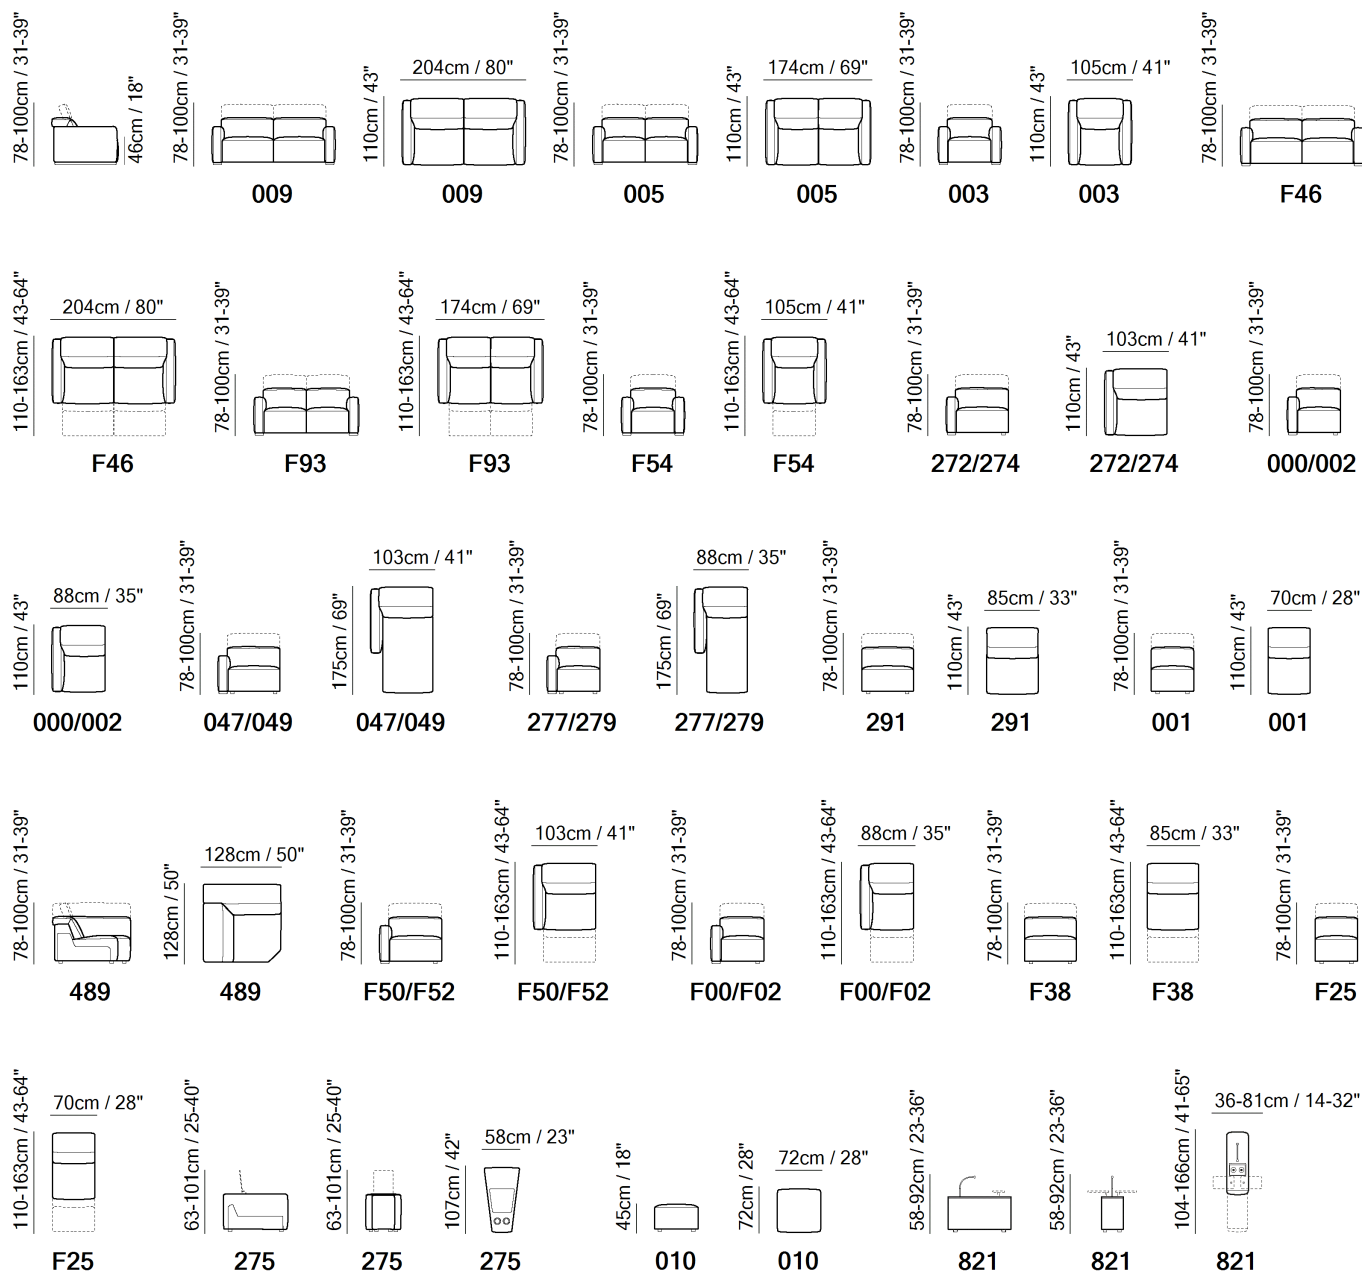 78-100cm / 31-39"
46cm / 18"
78-100cm / 31-39"
009
110cm / 43"
204cm / 80"
009
78-100cm / 31-39"
005
110cm / 43"
174cm / 69"
005
78-100cm / 31-39"
003
110cm / 43"
105cm / 41"
003
78-100cm / 31-39"
F46
110-163cm / 43-64"
204cm / 80"
F46
78-100cm / 31-39"
F93
110-163cm / 43-64"
174cm / 69"
F93
78-100cm / 31-39"
F54
110-163cm / 43-64"
105cm / 41"
F54
78-100cm / 31-39"
272/274
110cm / 43"
103cm / 41"
272/274
78-100cm / 31-39"
000/002
110cm / 43"
88cm / 35"
000/002
78-100cm / 31-39"
047/049
175cm / 69"
103cm / 41"
047/049
78-100cm / 31-39"
277/279
175cm / 69"
88cm / 35"
277/279
78-100cm / 31-39"
291
110cm / 43"
85cm / 33"
291
78-100cm / 31-39"
001
110cm / 43"
70cm / 28"
001
78-100cm / 31-39"
489
128cm / 50"
128cm / 50"
489
78-100cm / 31-39"
F50/F52
110-163cm / 43-64"
103cm / 41"
F50/F52
78-100cm / 31-39"
F00/F02
110-163cm / 43-64"
88cm / 35"
F00/F02
78-100cm / 31-39"
F38
110-163cm / 43-64"
85cm / 33"
F38
78-100cm / 31-39"
F25
110-163cm / 43-64"
70cm / 28"
F25
63-101cm / 25-40"
275
63-101cm / 25-40"
275
107cm / 42"
58cm / 23"
275
45cm / 18"
010
72cm / 28"
72cm / 28"
010
58-92cm / 23-36"
821
58-92cm / 23-36"
821
104-166cm / 41-65"
36-81cm / 14-32"
821